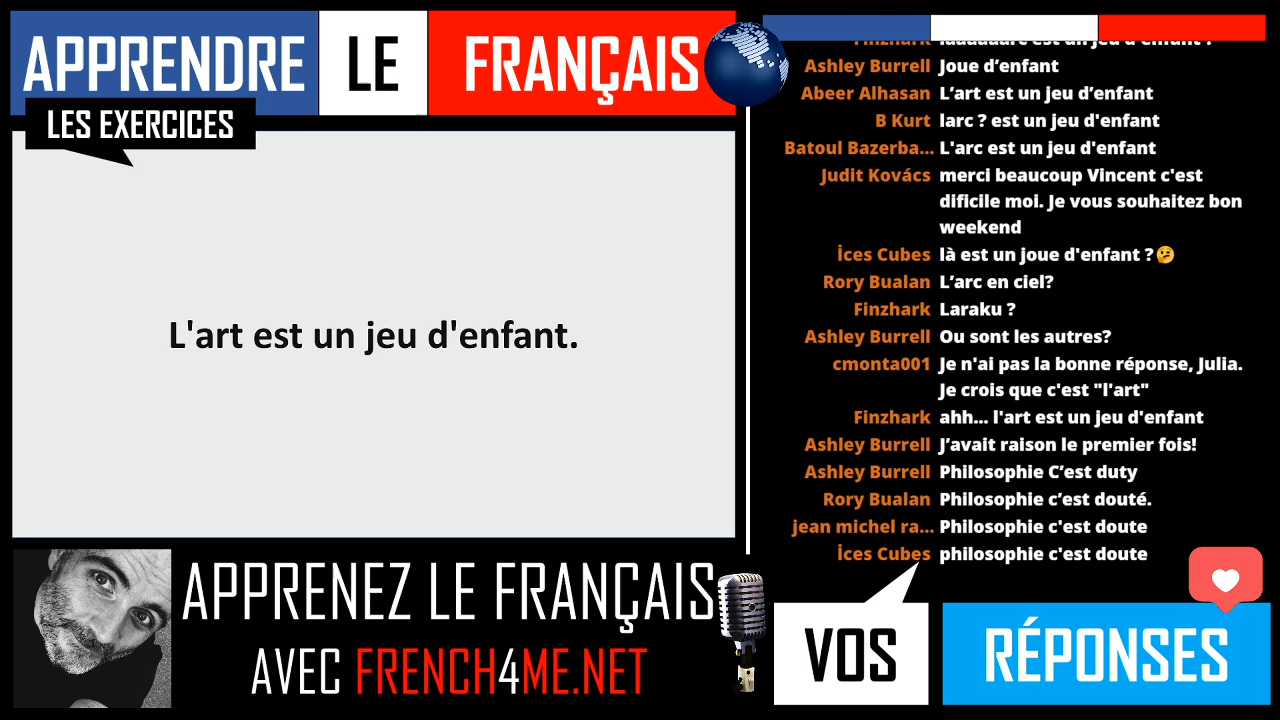 APPRENDRE LE FRANÇAIS
LES EXERCICES
L'art est un jeu d'enfant.
APPRENEZ LE FRANÇAIS
AVEC FRENCH4ME.NET
Ashley Burrell Joue d’enfant
Abeer Alhasan L’art est un jeu d’enfant
B Kurt larc ? est un jeu d'enfant
Batoul Bazerba... L'arc est un jeu d'enfant
Judit Kovács merci beaucoup Vincent c'est
dificile moi. Je vous souhaitez bon
weekend
İces Cubes là est un joue d'enfant ?🤔
Rory Bualan L’arc en ciel?
Finzhark Laraku ?
Ashley Burrell Ou sont les autres?
cmonta001 Je n'ai pas la bonne réponse, Julia.
Je crois que c'est "l'art"
Finzhark ahh... l'art est un jeu d'enfant
Ashley Burrell J’avait raison le premier fois!
Ashley Burrell Philosophie C’est duty
Rory Bualan Philosophie c’est douté.
jean michel ra... Philosophie c'est doute
İces Cubes philosophie c'est doute
VOS RÉPONSES